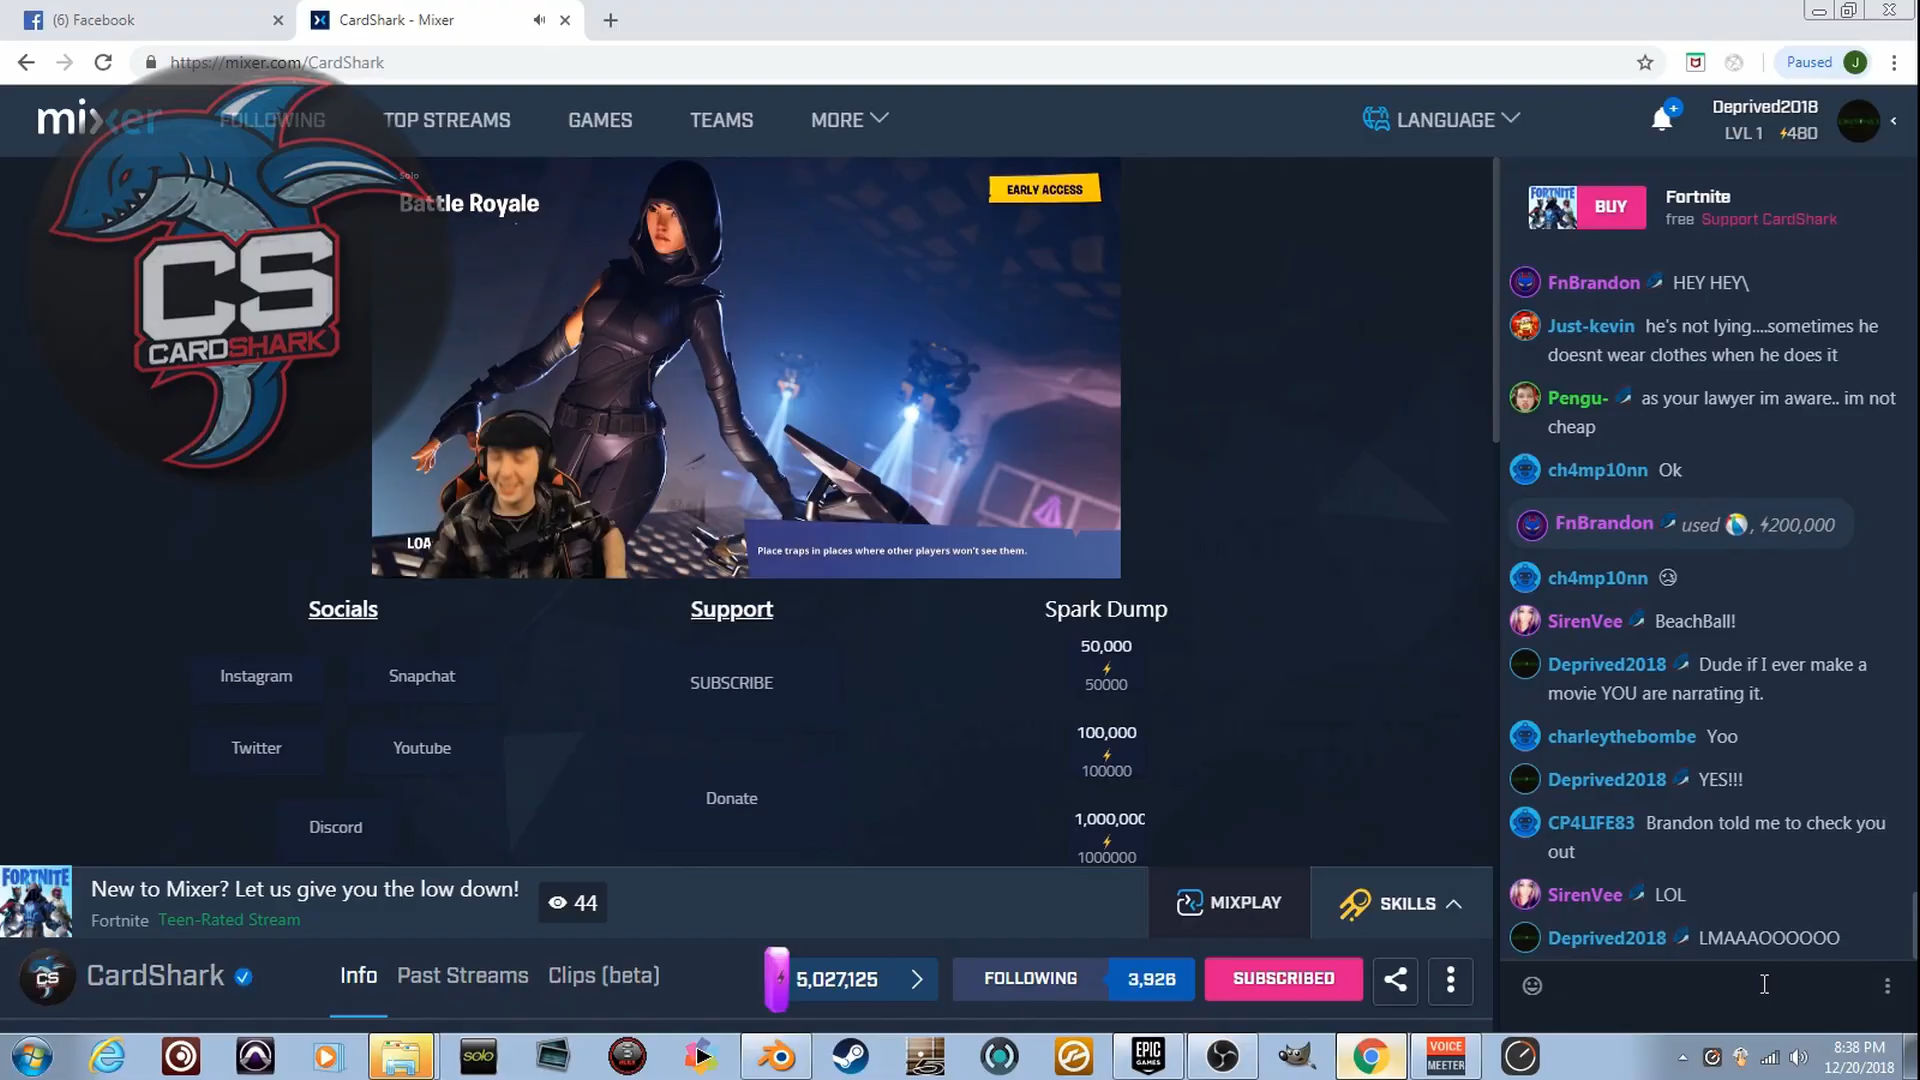 (6) Facebook
CardShark - Mixer
https://mixer.com/CardShark
Paused
J
mixer
FOLLOWING
TOP STREAMS
GAMES
TEAMS
MORE
LANGUAGE
Deprived2018
LVL 1 480
CS
CARDSHARK
Solo
Battle Royale
EARLY ACCESS
LOA
Place traps in places where other players won't see them.
FORTNITE
BUY
Fortnite
free Support CardShark
FnBrandon HEY HEY\
Just-kevin he's not lying....sometimes he
doesnt wear clothes when he does it
Pengu- as your lawyer im aware.. im not
cheap
ch4mp10nn Ok
FnBrandon used , 200,000
ch4mp10nn
SirenVee BeachBall!
Deprived2018 Dude if I ever make a
movie YOU are narrating it.
charleythebombe Yoo
Deprived2018 YES!!!
CP4LIFE83 Brandon told me to check you
out
SirenVee LOL
Deprived2018 LMAAAOOOOOO
Socials
Instagram
Snapchat
Twitter
Youtube
Discord
Support
SUBSCRIBE
Donate
Spark Dump
50,000
50000
100,000
100000
1,000,000
1000000
FORTNITE
New to Mixer? Let us give you the low down!
44
Fortnite Teen-Rated Stream
MIXPLAY
SKILLS
CS
CardShark
Info
Past Streams
Clips (beta)
5,027,125
FOLLOWING
3,926
SUBSCRIBED
solo
EPIC
GAMES
VOICE
MEETER
8:38 PM
12/20/2018